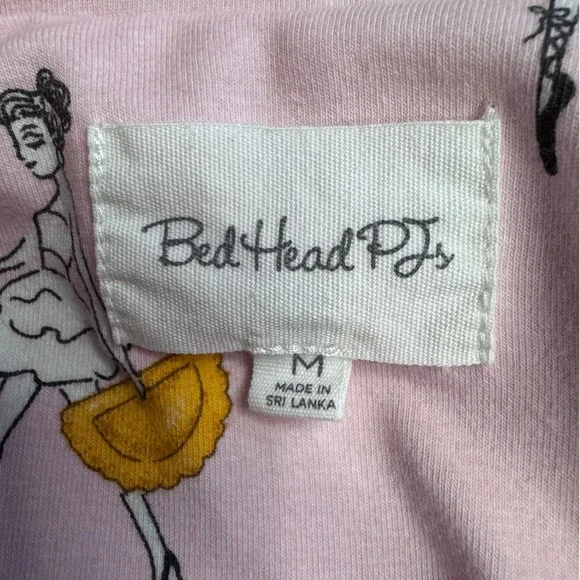 BedHead PJs
M
MADE IN
SRI LANKA